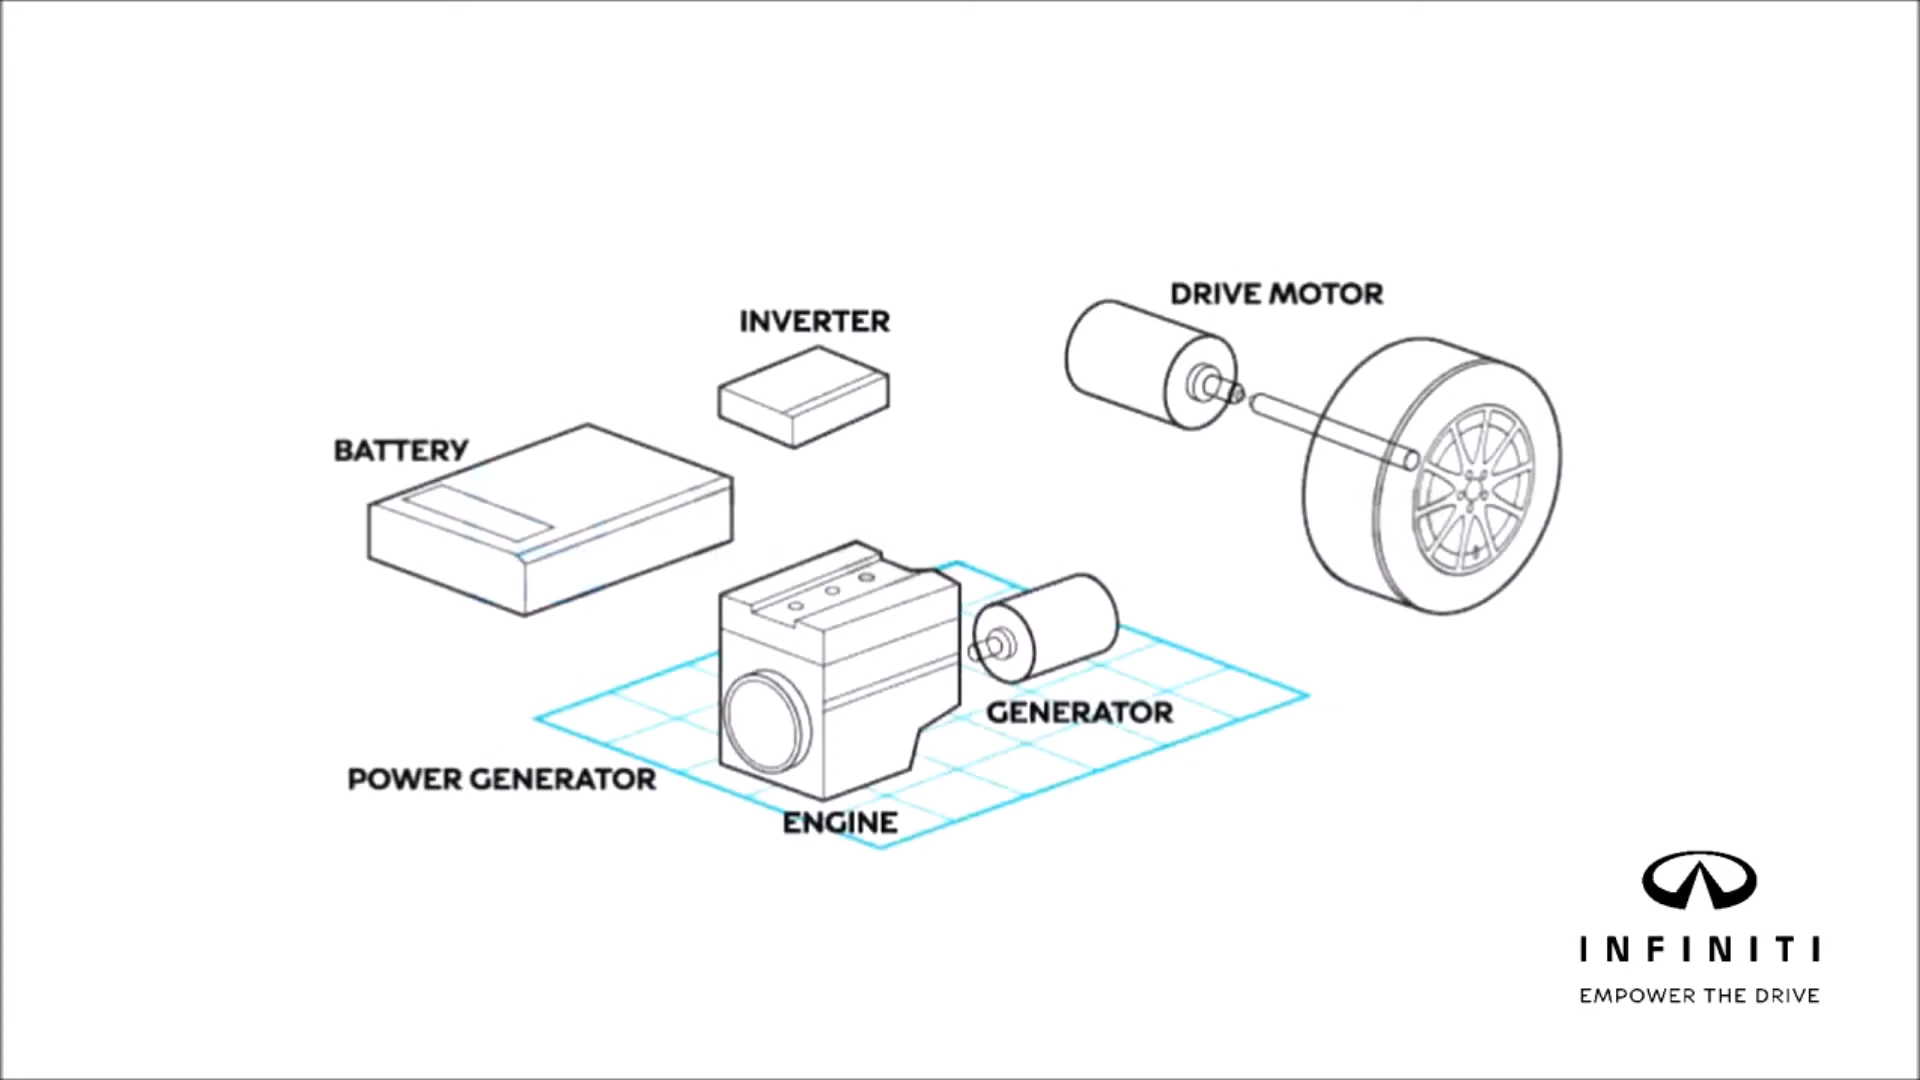 DRIVE MOTOR
INVERTER
BATTERY
GENERATOR
POWER GENERATOR
ENGINE
INFINITI
EMPOWER THE DRIVE